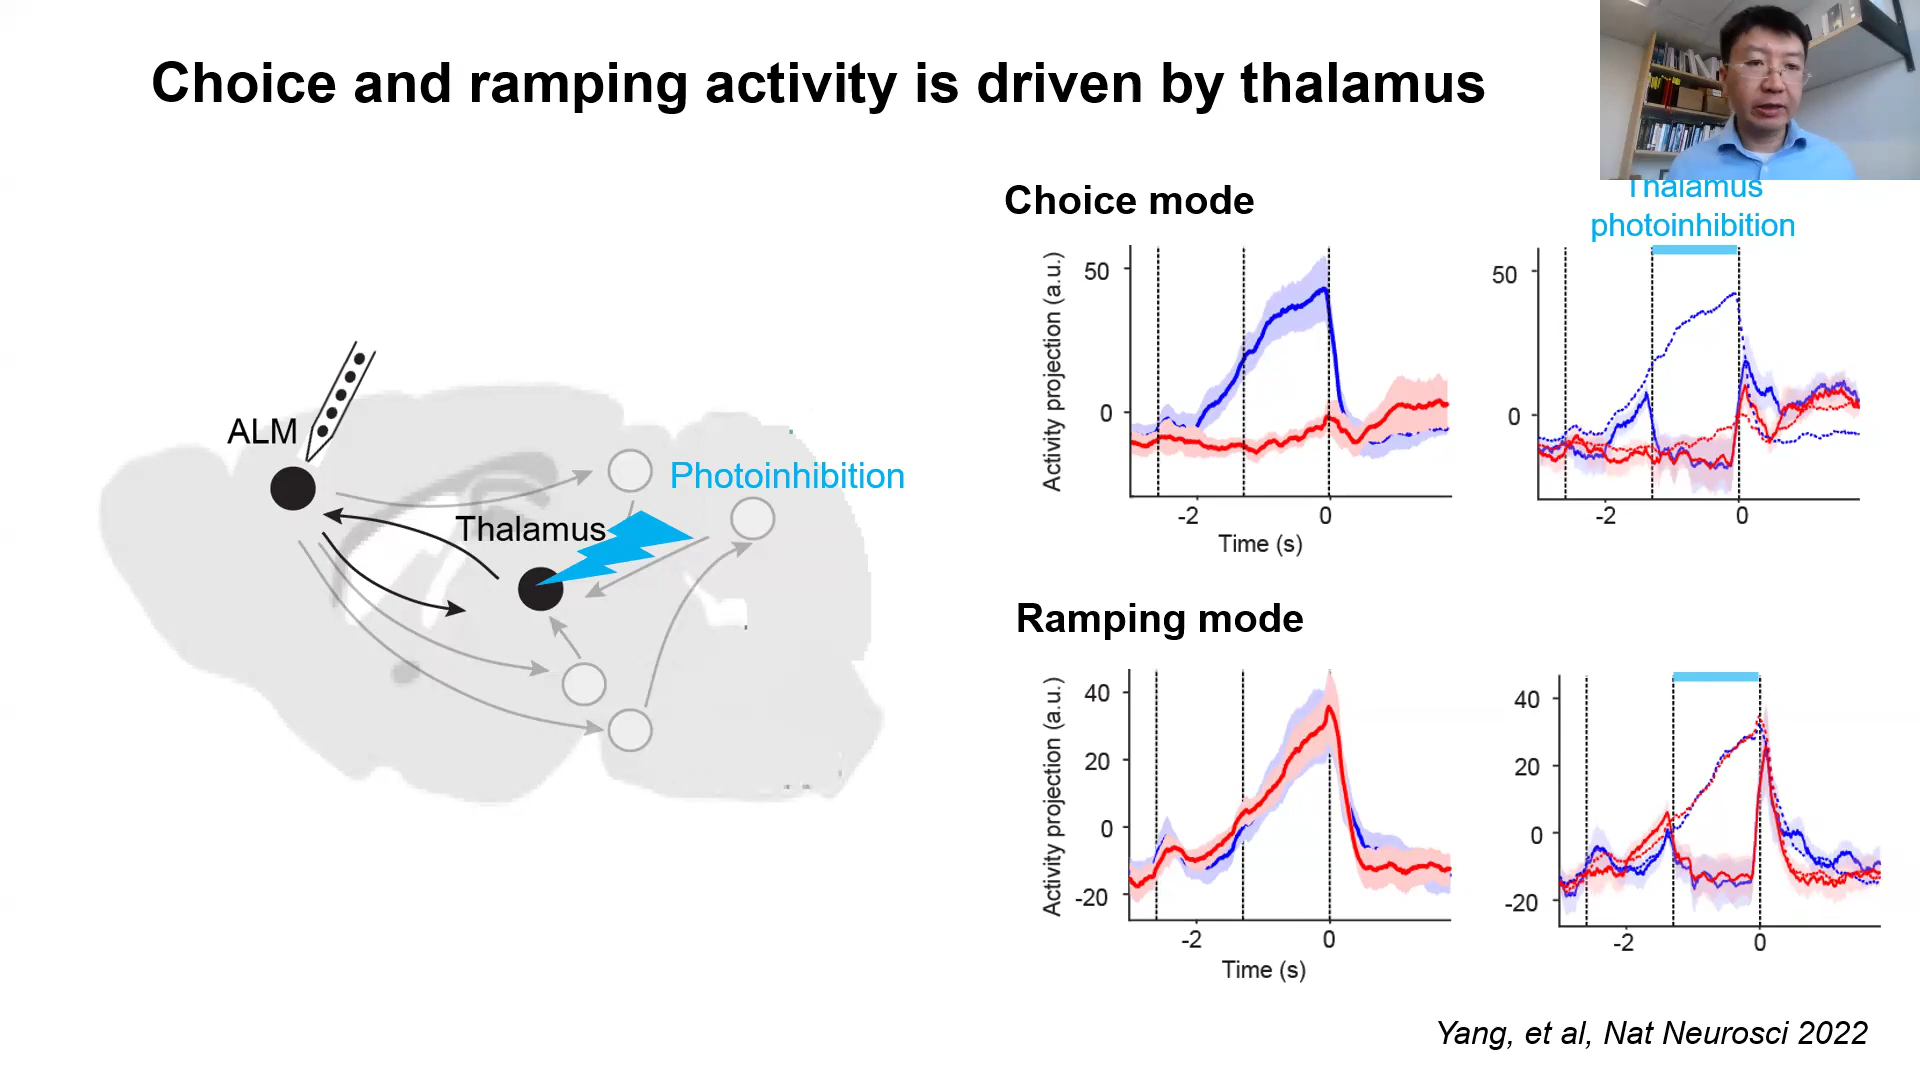 Choice and ramping activity is driven by thalamus
ALM
Thalamus
Photoinhibition
Choice mode
Activity projection (a.u.)
50
0
-2
0
Time (s)
Thalamus
photoinhibition
50
0
-2
0
Ramping mode
Activity projection (a.u.)
40
20
0
-20
-2
0
Time (s)
40
20
0
-20
-2
0
Yang, et al, Nat Neurosci 2022